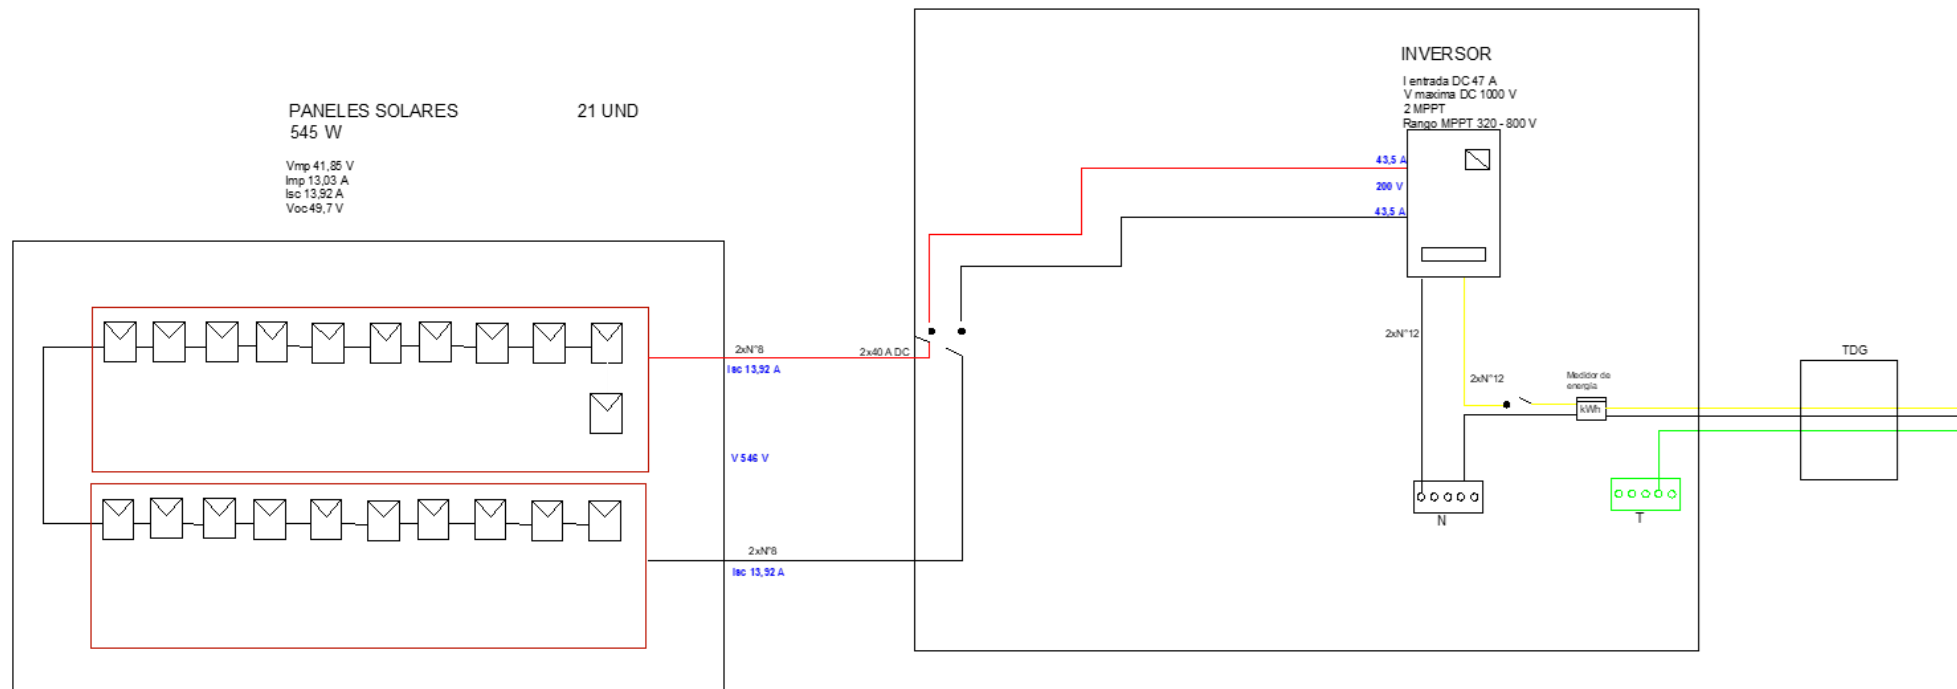 PANELES SOLARES 21 UND
545 W
Vmp 41,85 V
Imp 13,03 A
Isc 13,92 A
Voc 49,7 V
INVERSOR
I entrada DC 47 A
V maxima DC 1000 V
2 MPPT
Rango MPPT 320 - 800 V
43,5 A
200 V
43,5 A
2xN°8
Isc 13,92 A
2x40 A DC
V 546 V
2xN°8
Isc 13,92 A
2xN°12
2xN°12
Medidor de
energía
kWh
N
T
TDG